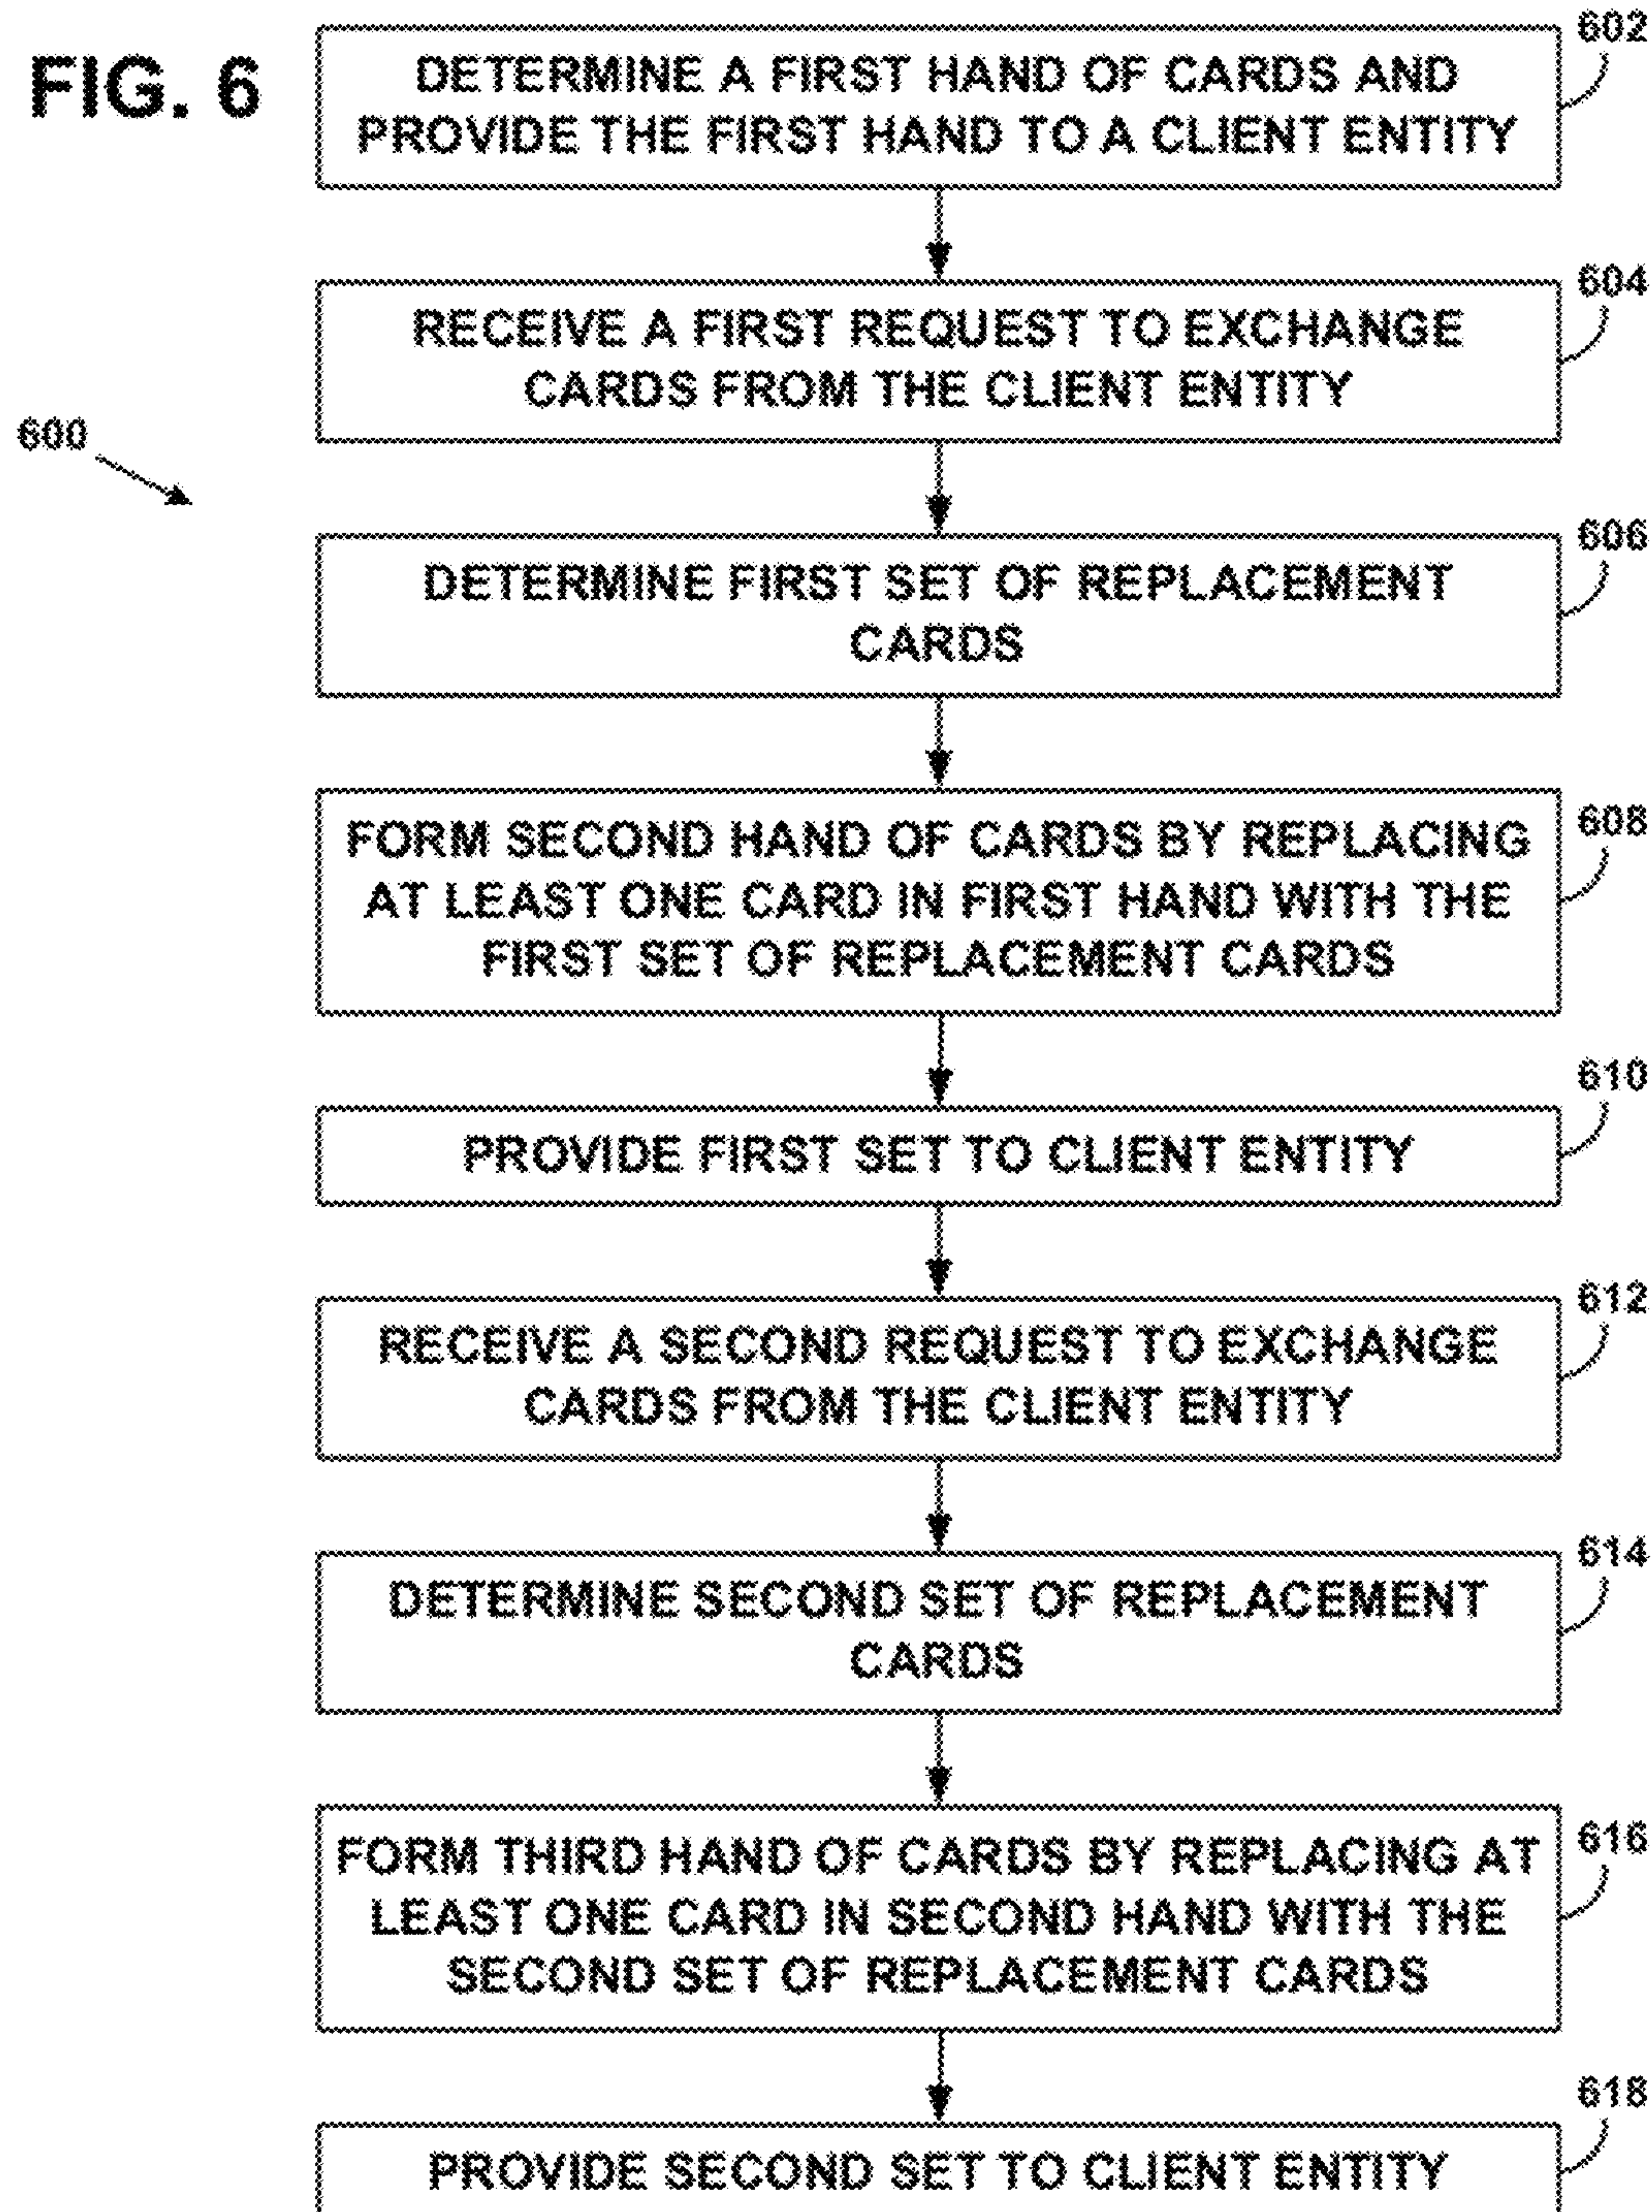 FIG. 6
602
DETERMINE A FIRST HAND OF CARDS AND
PROVIDE THE FIRST HAND TO A CLIENT ENTITY
604
RECEIVE A FIRST REQUEST TO EXCHANGE
CARDS FROM THE CLIENT ENTITY
600
606
DETERMINE FIRST SET OF REPLACEMENT
CARDS
608
FORM SECOND HAND OF CARDS BY REPLACING
AT LEAST ONE CARD IN FIRST HAND WITH THE
FIRST SET OF REPLACEMENT CARDS
610
PROVIDE FIRST SET TO CLIENT ENTITY
612
RECEIVE A SECOND REQUEST TO EXCHANGE
CARDS FROM THE CLIENT ENTITY
614
DETERMINE SECOND SET OF REPLACEMENT
CARDS
616
FORM THIRD HAND OF CARDS BY REPLACING AT
LEAST ONE CARD IN SECOND HAND WITH THE
SECOND SET OF REPLACEMENT CARDS
618
PROVIDE SECOND SET TO CLIENT ENTITY